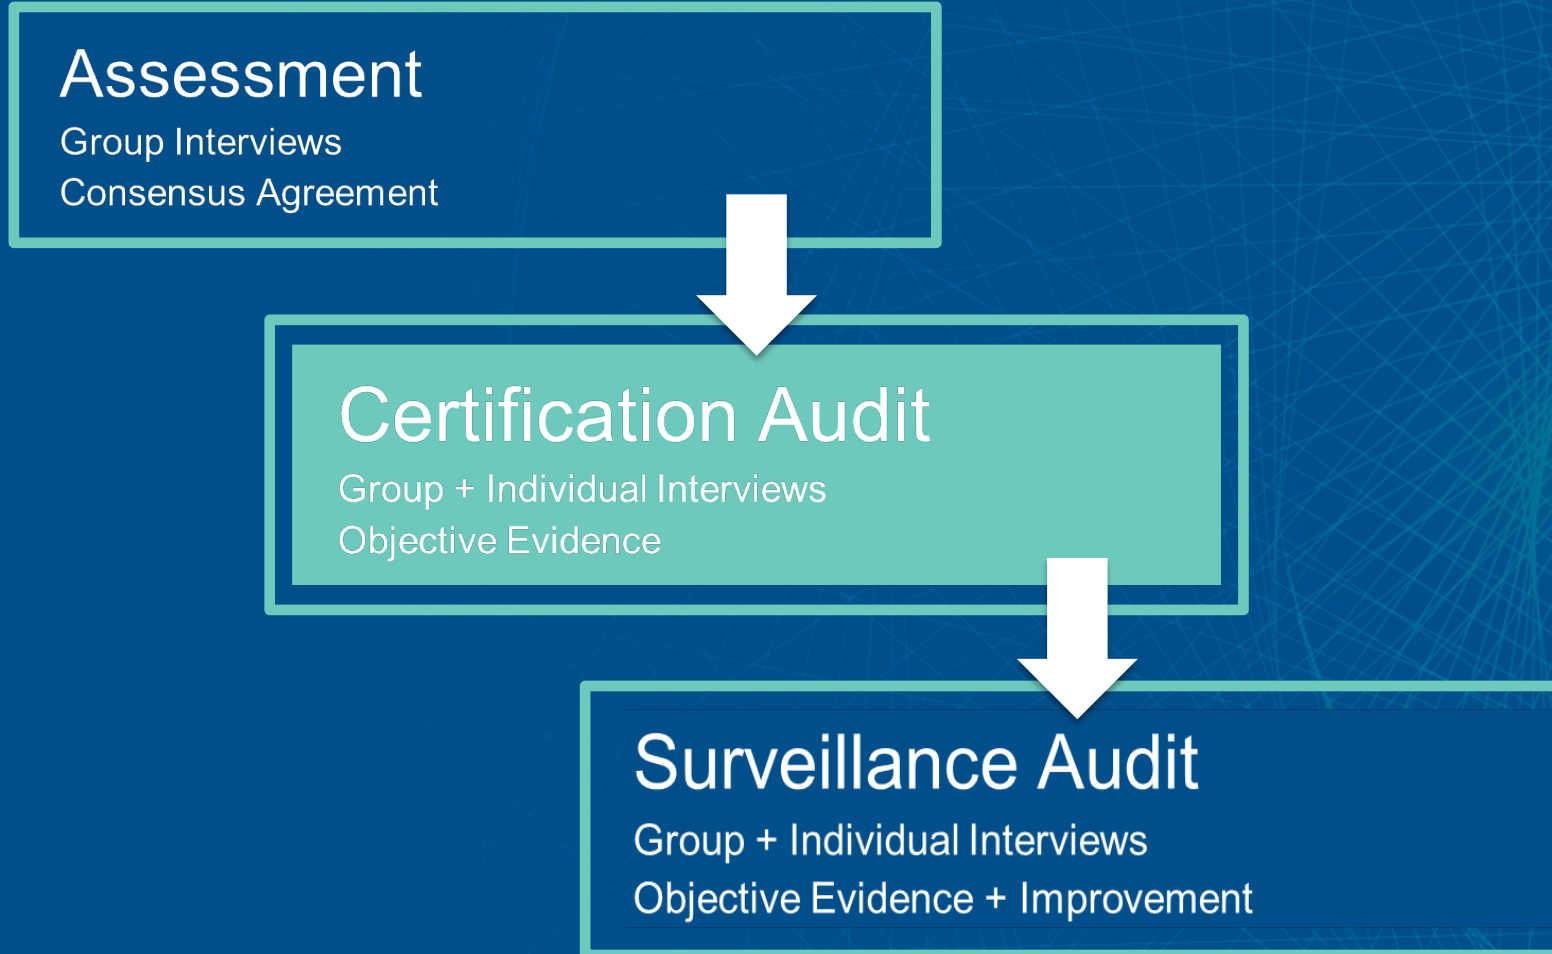 Assessment
Group Interviews
Consensus Agreement
Certification Audit
Group + Individual Interviews
Objective Evidence
Surveillance Audit
Group + Individual Interviews
Objective Evidence + Improvement